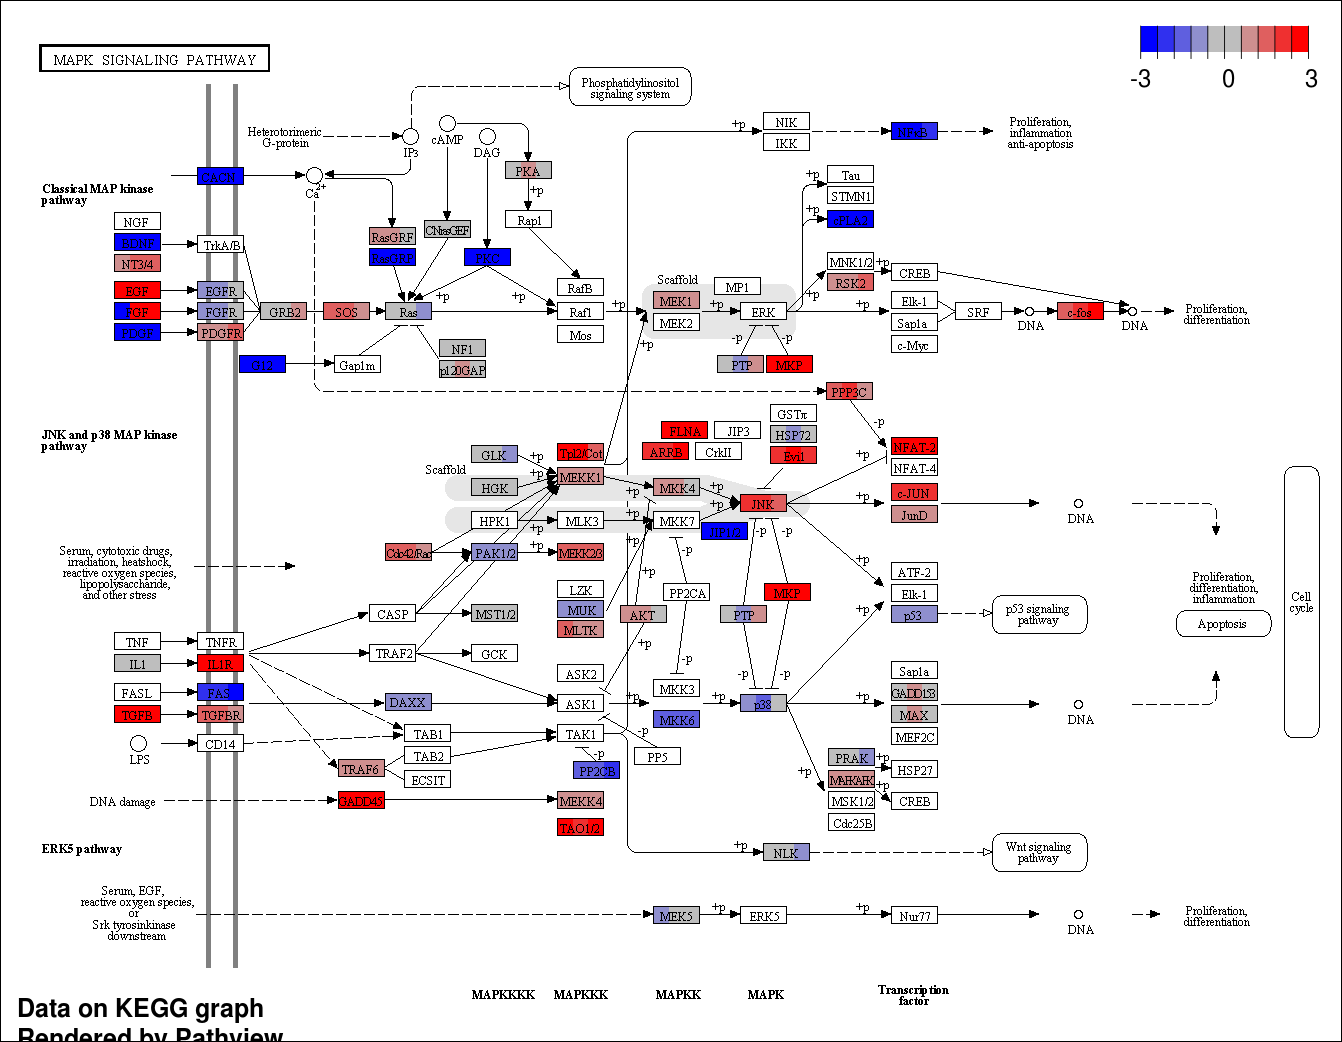 MAPK SIGNALING PATHWAY
-3 0 3
Phosphatidylinositol
signaling system
Heterotorimeric
G-protein
IP3
cAMP
DAG
PKA
+p
Rap1
NIK
IKK
+p
NFκB
Proliferation,
inflammation
anti-apoptosis
CACN
Ca2+
Classical MAP kinase
pathway
NGF
BDNF
NT3/4
EGF
FGF
PDGF
TrkA/B
EGFR
FGFR
PDGFR
GRB2
SOS
RasGRF
RasGRP
CNrasGEF
PKC
Ras
+p
+p
Gap1m
NF1
p120GAP
RafB
Raf1
Mos
+p
+p
Scaffold
MEK1
MEK2
MP1
+p
ERK
-p
-p
PTP
MKP
Tau
STMN1
cPLA2
+p
+p
MNK1/2
RSK2
+p
+p
CREB
+p
Elk-1
Sap1a
c-Myc
SRF
DNA
c-fos
DNA
Proliferation,
differentiation
PPP3C
-p
JNK and p38 MAP kinase
pathway
Scaffold
GLK
HGK
HPK1
+p
+p
+p
Tpl2/Cot
MEKK1
MLK3
+p
+p
+p
FLNA
JIP3
ARRB
CrkII
GSTπ
HSP72
Evi1
MKK4
MKK7
+p
+p
JNK
JIP1/2
+p
NFAT-2
NFAT-4
+p
c-JUN
JunD
DNA
Serum, cytotoxic drugs,
irradiation, heatshock,
reactive oxygen species,
lipopolysaccharide,
and other stress
Cdc42/Rac
PAK1/2
+p
MEKK2/3
-p
-p
-p
+p
+p
ATF-2
Elk-1
p53
p53 signaling
pathway
Proliferation,
differentiation,
inflammation
Apoptosis
Cell
cycle
LZK
MUK
MLTK
AKT
PP2CA
PTP
MKP
+p
+p
CASP
MST1/2
TRAF2
GCK
TNF
TNFR
IL1
IL1R
FASL
FAS
TGFB
TGFBR
LPS
CD14
DAXX
ASK2
ASK1
TAK1
+p
-p
MKK3
MKK6
+p
-p
-p
p38
PP5
-p
-p
PP2CB
TAB1
TAB2
ECSIT
TRAF6
+p
Sap1a
GADD153
MAX
MEF2C
DNA
PRAK
MAPKAPK
MSK1/2
Cdc25B
+p
+p
+p
HSP27
CREB
DNA damage
GADD45
MEKK4
TAO1/2
ERK5 pathway
+p
NLK
Wnt signaling
pathway
Serum, EGF,
reactive oxygen species,
or
Srk tyrosinkinase
downstream
MEK5
+p
ERK5
+p
Nur77
DNA
Proliferation,
differentiation
MAPKKKK
MAPKKK
MAPKK
MAPK
Transcription
factor
Data on KEGG graph
Rendered by Pathview